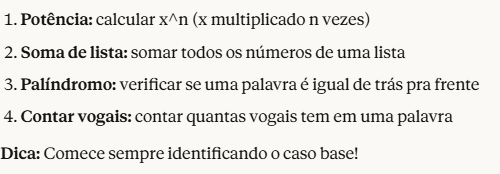 1. Potência: calcular x^n (x multiplicado n vezes)
2. Soma de lista: somar todos os números de uma lista
3. Palíndromo: verificar se uma palavra é igual de trás pra frente
4. Contar vogais: contar quantas vogais tem em uma palavra
Dica: Comece sempre identificando o caso base!